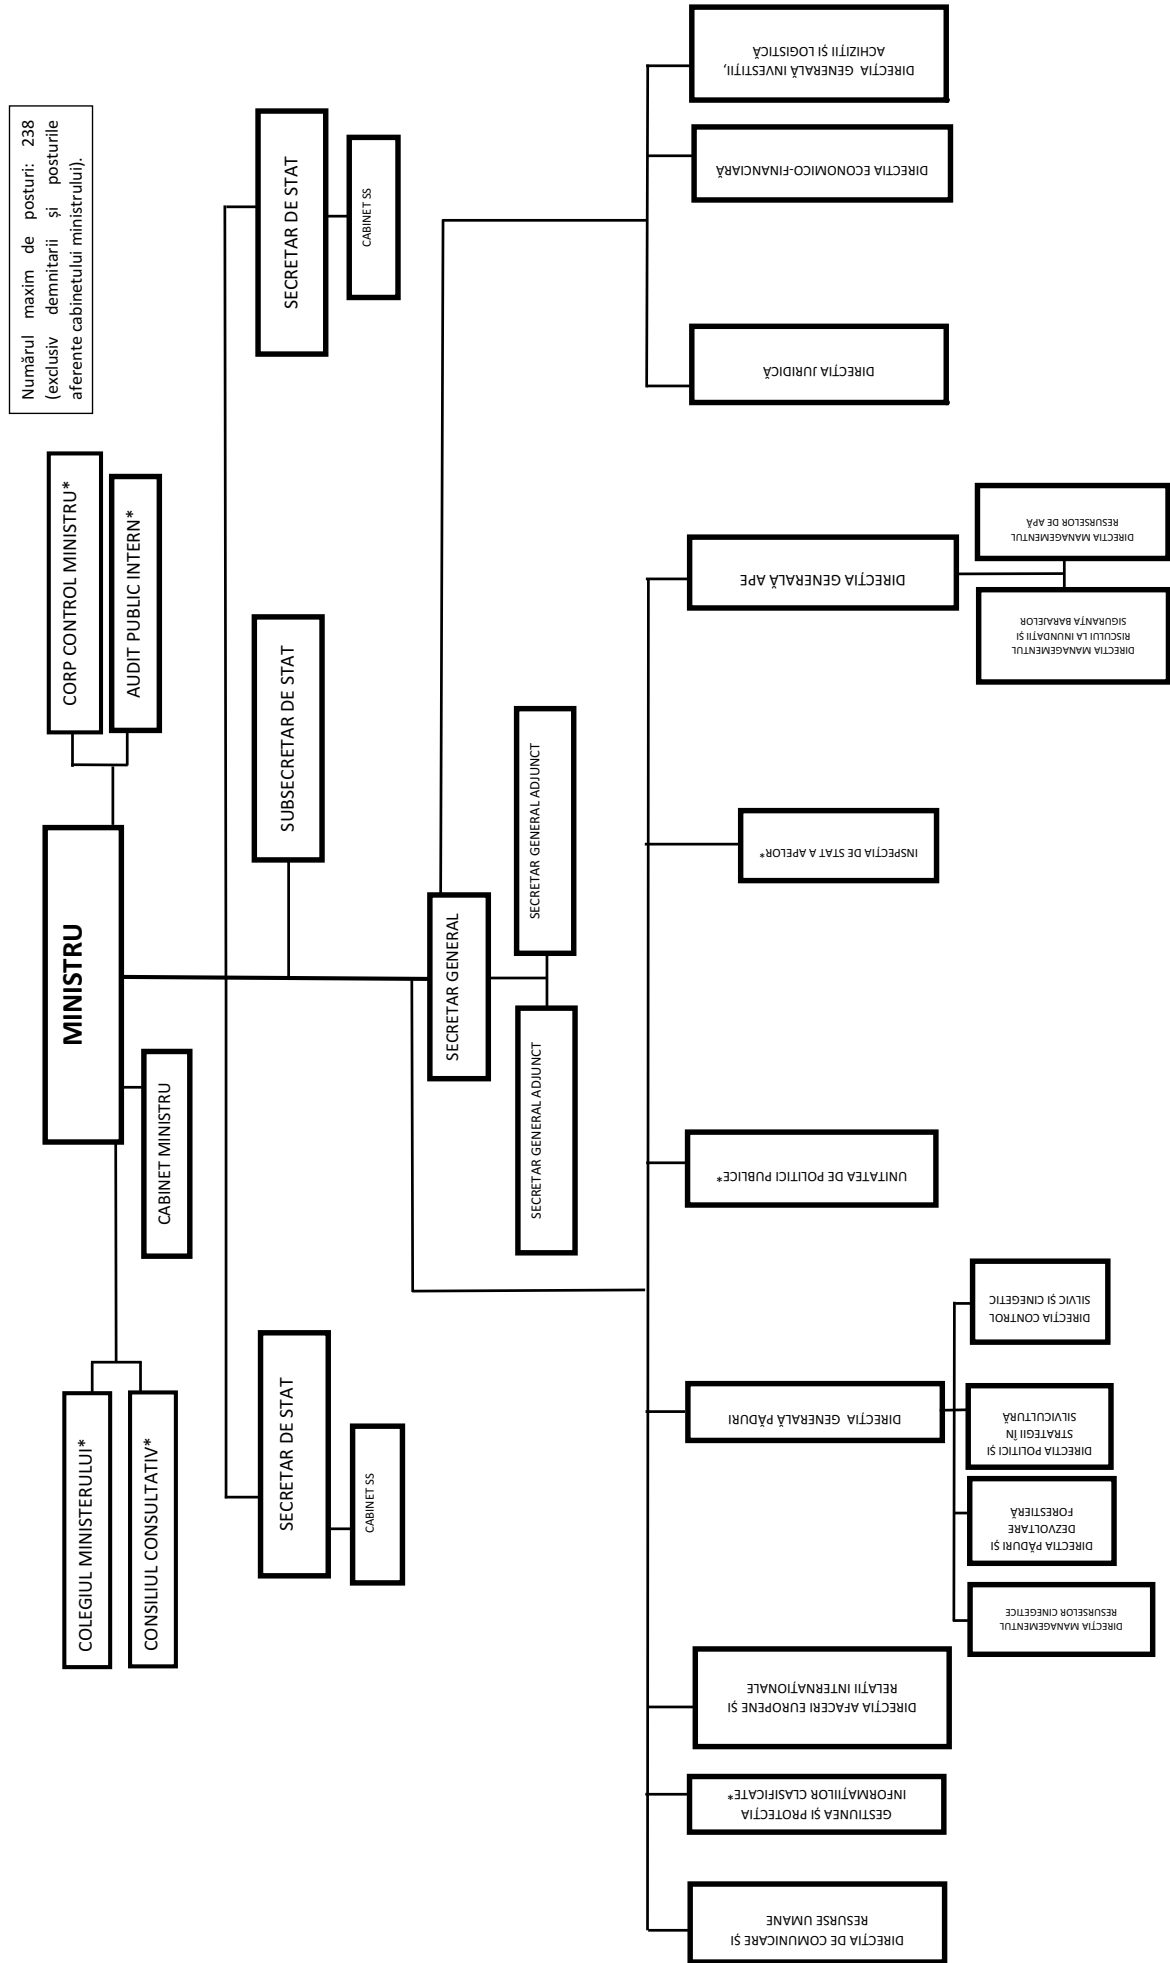 Numărul maxim de posturi: 238
(exclusiv demnitarii și posturile
aferente cabinetului ministrului).
COLEGIUL MINISTERULUI*
CONSILIUL CONSULTATIV*
MINISTRU
CABINET MINISTRU
CORP CONTROL MINISTRU*
AUDIT PUBLIC INTERN*
SECRETAR DE STAT
CABINET SS
SUBSECRETAR DE STAT
SECRETAR DE STAT
CABINET SS
SECRETAR GENERAL
SECRETAR GENERAL ADJUNCT
SECRETAR GENERAL ADJUNCT
DIRECȚIA DE COMUNICARE ȘI
RESURSE UMANE
GESTIUNEA ȘI PROTECȚIA
INFORMAȚIILOR CLASIFICATE*
DIRECȚIA AFACERI EUROPENE ȘI
RELAȚII INTERNAȚIONALE
DIRECȚIA GENERALĂ PĂDURI
DIRECȚIA MANAGEMENTUL
RESURSELOR CINEGETICE
DIRECȚIA PĂDURI ȘI
DEZVOLTARE
FORESTIERĂ
DIRECȚIA POLITICI ȘI
STRATEGII ÎN
SILVICULTURĂ
DIRECȚIA CONTROL
SILVIC ȘI CINEGETIC
UNITATEA DE POLITICI PUBLICE*
INSPECȚIA DE STAT A APELOR*
DIRECȚIA GENERALĂ APE
DIRECȚIA MANAGEMENTUL
RISCULUI LA INUNDAȚII ȘI
SIGURANȚA BARAJELOR
DIRECȚIA MANAGEMENTUL
RESURSELOR DE APĂ
DIRECȚIA JURIDICĂ
DIRECȚIA ECONOMICO-FINANCIARĂ
DIRECȚIA GENERALĂ INVESTIȚII,
ACHIZIȚII ȘI LOGISTICĂ